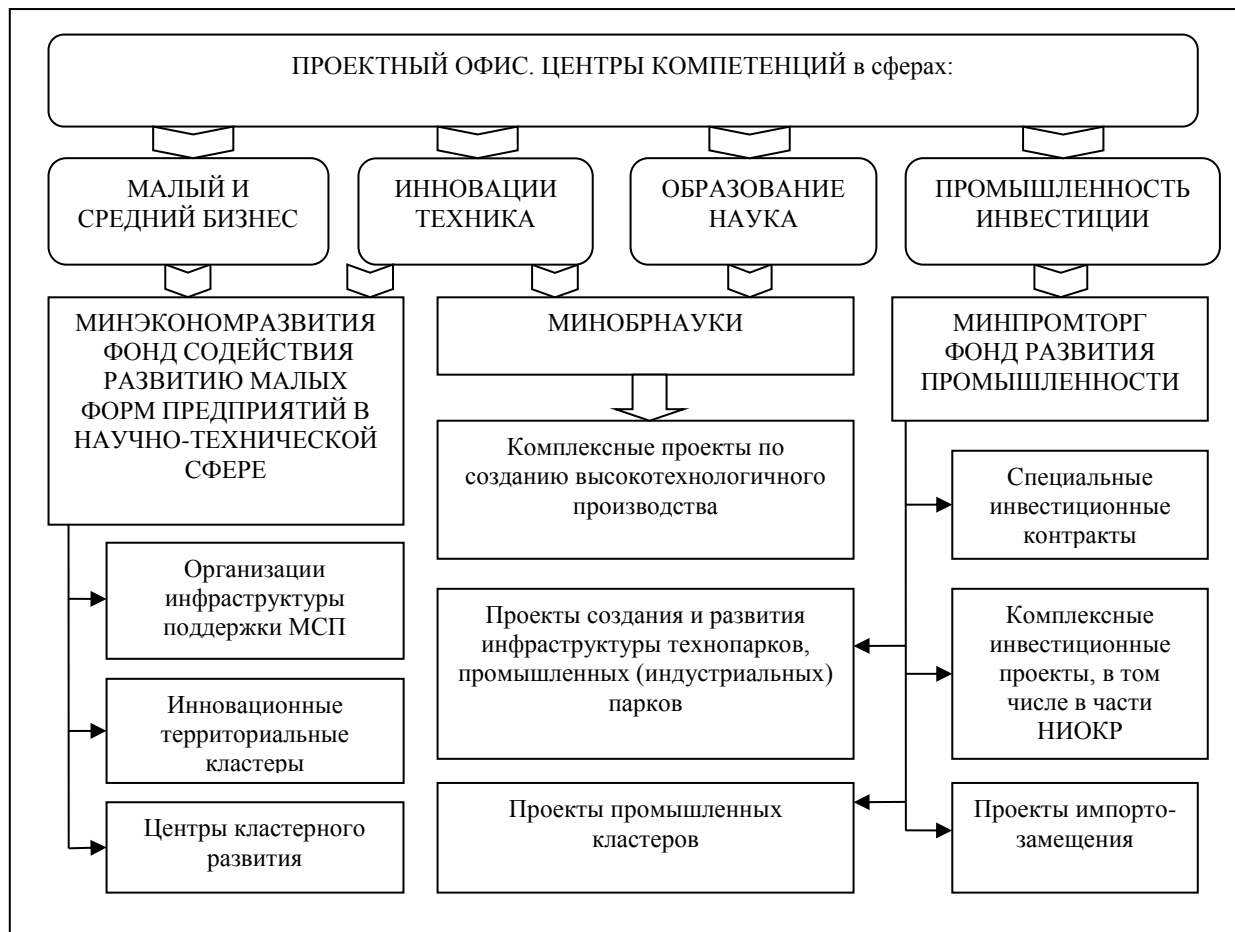 ПРОЕКТНЫЙ ОФИС. ЦЕНТРЫ КОМПЕТЕНЦИЙ в сферах:
МАЛЫЙ И
СРЕДНИЙ БИЗНЕС
ИННОВАЦИИ
ТЕХНИКА
ОБРАЗОВАНИЕ
НАУКА
ПРОМЫШЛЕННОСТЬ
ИНВЕСТИЦИИ
МИНЭКОНОМРАЗВИТИЯ
ФОНД СОДЕЙСТВИЯ
РАЗВИТИЮ МАЛЫХ
ФОРМ ПРЕДПРИЯТИЙ В
НАУЧНО-ТЕХНИЧЕСКОЙ
СФЕРЕ
МИНОБРНАУКИ
МИНПРОМТОРГ
ФОНД РАЗВИТИЯ
ПРОМЫШЛЕННОСТИ
Организации
инфраструктуры
поддержки МСП
Инновационные
территориальные
кластеры
Центры кластерного
развития
Комплексные проекты по
созданию высокотехнологичного
производства
Проекты создания и развития
инфраструктуры технопарков,
промышленных (индустриальных)
парков
Проекты промышленных
кластеров
Специальные
инвестиционные
контракты
Комплексные
инвестиционные
проекты, в том
числе в части
НИОКР
Проекты импорто-
замещения